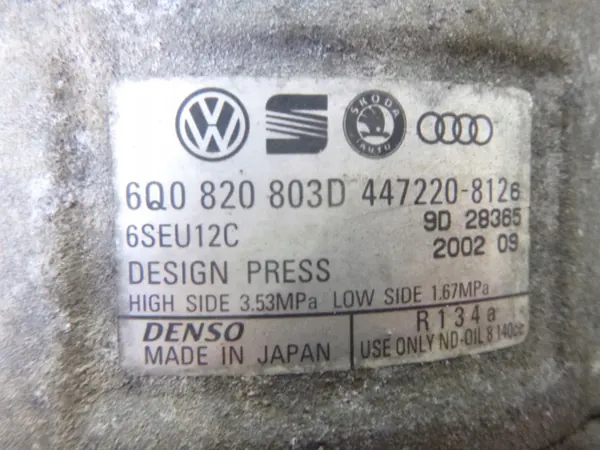 SKODA
AUTO
6Q0 820 803D 447220-8126
6SEU12C 9D 28365
2002 09
DESIGN PRESS
HIGH SIDE 3.53MPa LOW SIDE 1.67MPa
DENSO R134a
MADE IN JAPAN USE ONLY ND-OIL 8 140cc